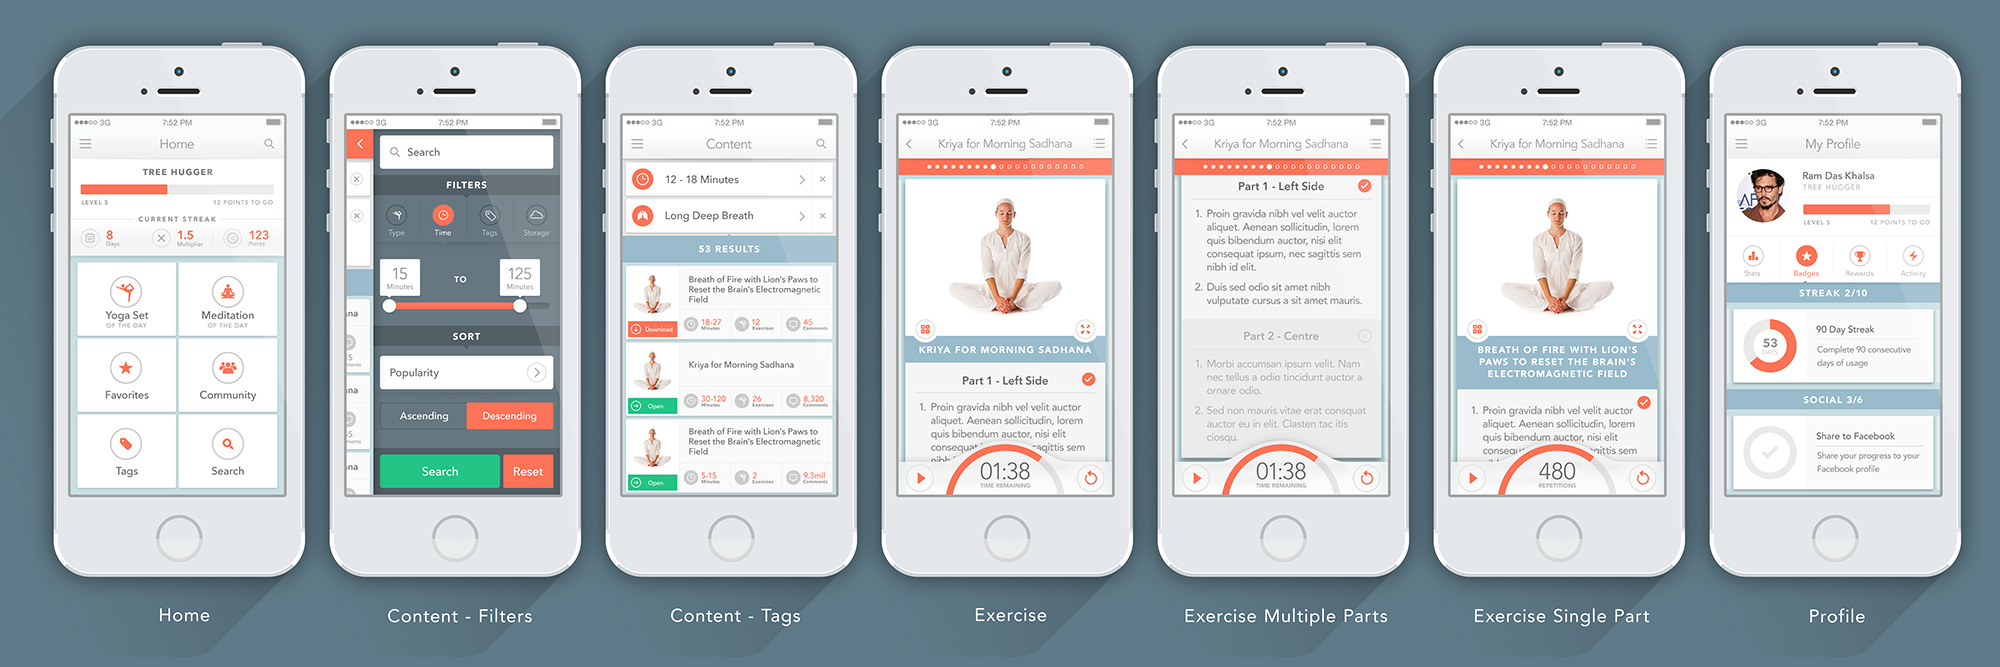 3G 7:52 PM
Home
TREE HUGGER
LEVEL 5 12 POINTS TO GO
CURRENT STREAK
8 Days 1.5 Multiplier 123 Points
Yoga Set
OF THE DAY
Meditation
OF THE DAY
Favorites
Community
Tags
Search
Home
3G 7:52 PM
Search
FILTERS
Type Time Tags Storage
15 Minutes TO 125 Minutes
SORT
Popularity
Ascending Descending
Search Reset
Content - Filters
3G 7:52 PM
Content
12 - 18 Minutes
Long Deep Breath
53 RESULTS
Breath of Fire with Lion's Paws to
Reset the Brain's Electromagnetic
Field
Download 18-27 Minutes 12 Exercises 45 Comments
Kriya for Morning Sadhana
Open 30-120 Minutes 26 Exercises 8,320 Comments
Breath of Fire with Lion's Paws to
Reset the Brain's Electromagnetic
Field
Open 5-15 Minutes 2 Exercises 9.3mil Comments
Content - Tags
3G 7:52 PM
Kriya for Morning Sadhana
KRIYA FOR MORNING SADHANA
Part 1 - Left Side
1. Proin gravida nibh vel velit auctor
aliquet. Aenean sollicitudin, lorem
quis bibendum auctor, nisi elit
consequat sagittis sem
01:38
TIME REMAINING
Exercise
3G 7:52 PM
Kriya for Morning Sadhana
Part 1 - Left Side
1. Proin gravida nibh vel velit auctor
aliquet. Aenean sollicitudin, lorem
quis bibendum auctor, nisi elit
consequat ipsum, nec sagittis sem
nibh id elit.
2. Duis sed odio sit amet nibh
vulputate cursus a sit amet mauris.
Part 2 - Centre
1. Morbi accumsan ipsum velit. Nam
nec tellus a odio tincidunt auctor a
ornare odio.
2. Sed non mauris vitae erat consquat
auctor eu in elit. Clasten tac itis
ciosqu.
01:38
TIME REMAINING
Exercise Multiple Parts
3G 7:52 PM
Kriya for Morning Sadhana
BREATH OF FIRE WITH LION'S
PAWS TO RESET THE BRAIN'S
ELECTROMAGNETIC FIELD
1. Proin gravida nibh vel velit auctor
aliquet. Aenean sollicitudin, lorem
quis bibendum auctor, nisi elit
sagittis sem
480
REPETITIONS
Exercise Single Part
3G 7:52 PM
My Profile
Ram Das Khalsa
TREE HUGGER
LEVEL 5 12 POINTS TO GO
Stats Badges Rewards Activity
STREAK 2/10
53 DAYS
90 Day Streak
Complete 90 consecutive
days of usage
SOCIAL 3/6
Share to Facebook
Share your progress to your
Facebook profile
Profile